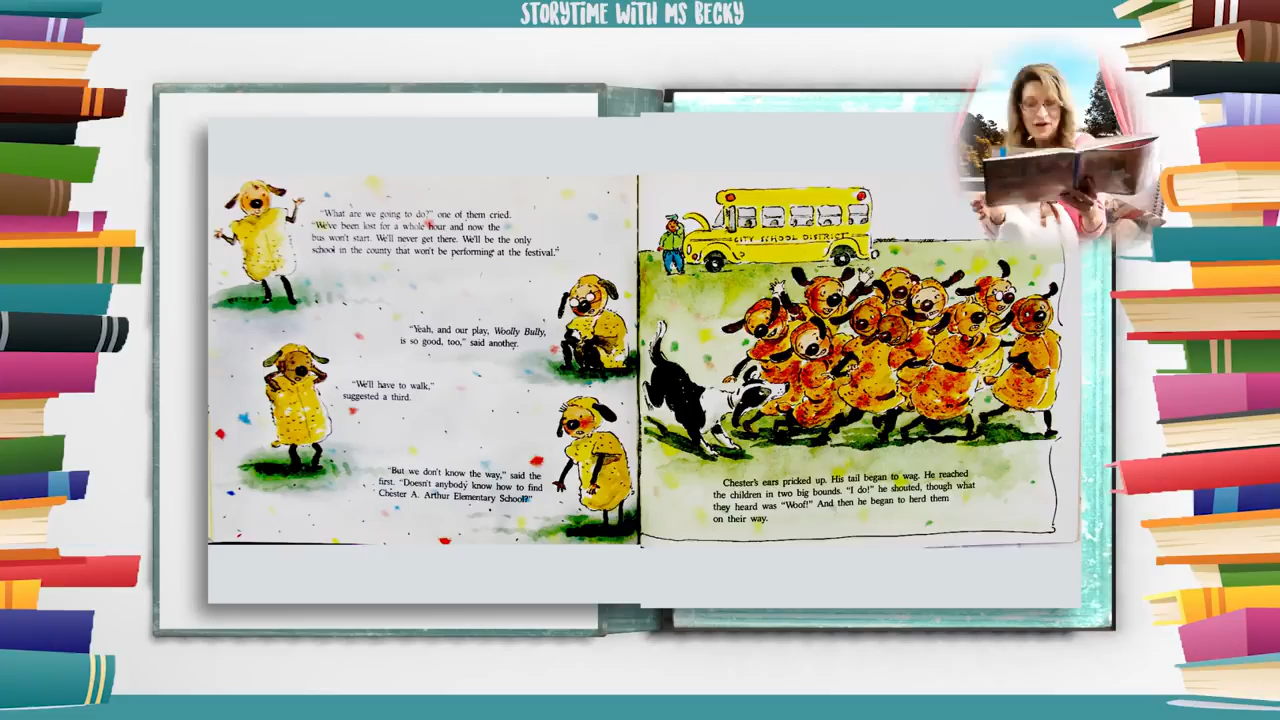 STORYTIME WITH MS BECKY
"What are we going to do?" one of them cried.
"We've been lost for a whole hour and now the
bus won't start. We'll never get there. We'll be the only
school in the county that won't be performing at the festival."
"Yeah, and our play, Woolly Bully,
is so good, too," said another.
"We'll have to walk,"
suggested a third.
"But we don't know the way," said the
first. "Doesn't anybody know how to find
Chester A. Arthur Elementary School?"
CITY SCHOOL DISTRICT
Chester's ears pricked up. His tail began to wag. He reached
the children in two big bounds. "I do!" he shouted, though what
they heard was "Woof!" And then he began to herd them
on their way.